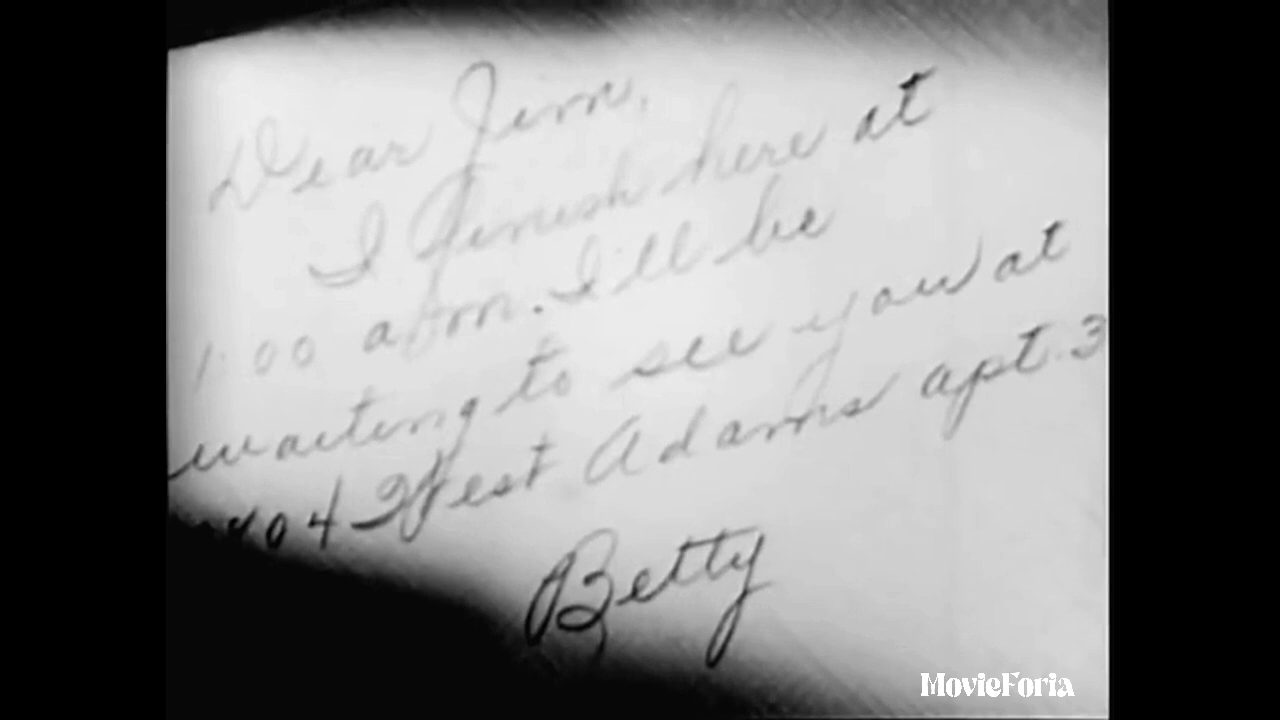 Dear Jim,
I finish here at
1:00 a.m. I'll be
waiting to see you at
404 West Adams apt. 3
Betty
MovieForia